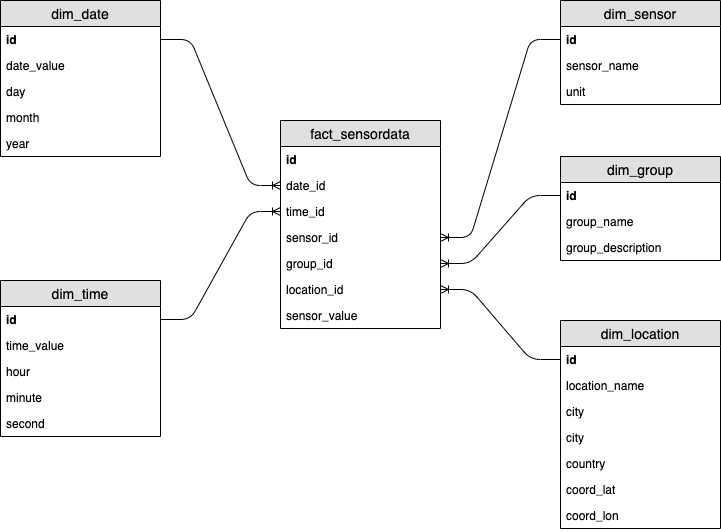 dim_date
id
date_value
day
month
year
dim_time
id
time_value
hour
minute
second
fact_sensordata
id
date_id
time_id
sensor_id
group_id
location_id
sensor_value
dim_sensor
id
sensor_name
unit
dim_group
id
group_name
group_description
dim_location
id
location_name
city
city
country
coord_lat
coord_lon